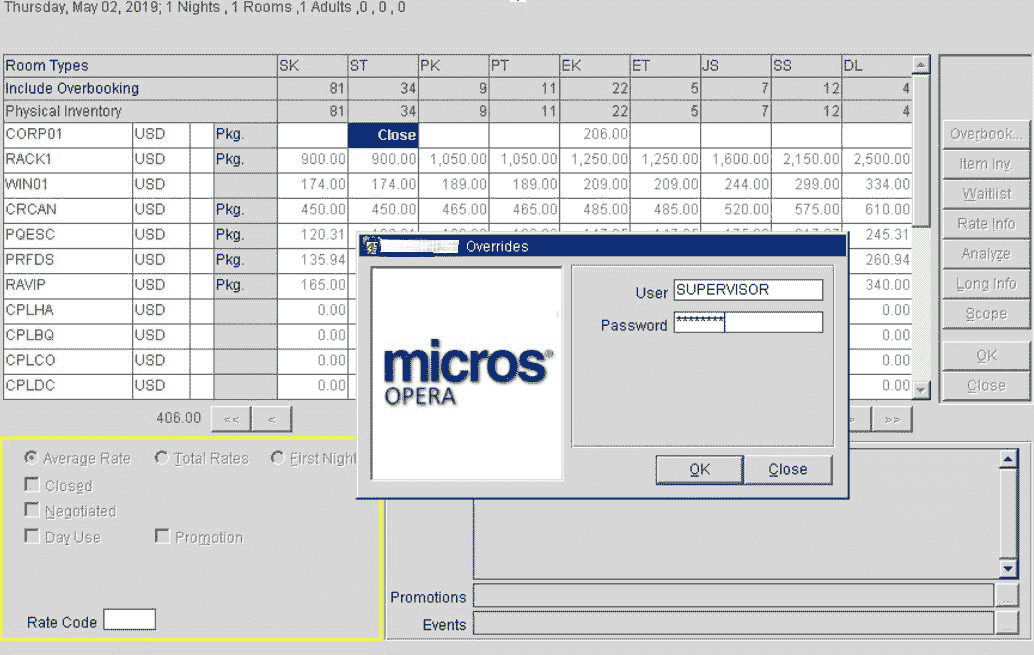 Thursday, May 02, 2019; 1 Nights , 1 Rooms ,1 Adults ,0 , 0 , 0
Room Types SK ST PK PT EK ET JS SS DL
Include Overbooking 81 34 9 11 22 5 7 12 4
Physical Inventory 81 34 9 11 22 5 7 12 4
CORP01 USD Pkg. Close 206.00
RACK1 USD Pkg. 900.00 900.00 1,050.00 1,050.00 1,250.00 1,250.00 1,600.00 2,150.00 2,500.00
WIN01 USD 174.00 174.00 189.00 189.00 209.00 209.00 244.00 299.00 334.00
CRCAN USD Pkg. 450.00 450.00 465.00 465.00 485.00 485.00 520.00 575.00 610.00
PQESC USD Pkg. 120.31 245.31
PRFDS USD Pkg. 135.94 260.94
RAVIP USD Pkg. 165.00 340.00
CPLHA USD 0.00 0.00
CPLBQ USD 0.00 0.00
CPLCO USD 0.00 0.00
CPLDC USD 0.00 0.00
406.00 << < >>
Overbook...
Item Inv.
Waitlist
Rate Info
Analyze
Long Info
Scope
OK
Close
Overrides
micros®
OPERA
User SUPERVISOR
Password ********
OK Close
Average Rate Total Rates First Night
Closed
Negotiated
Day Use Promotion
Rate Code
Promotions ...
Events ...